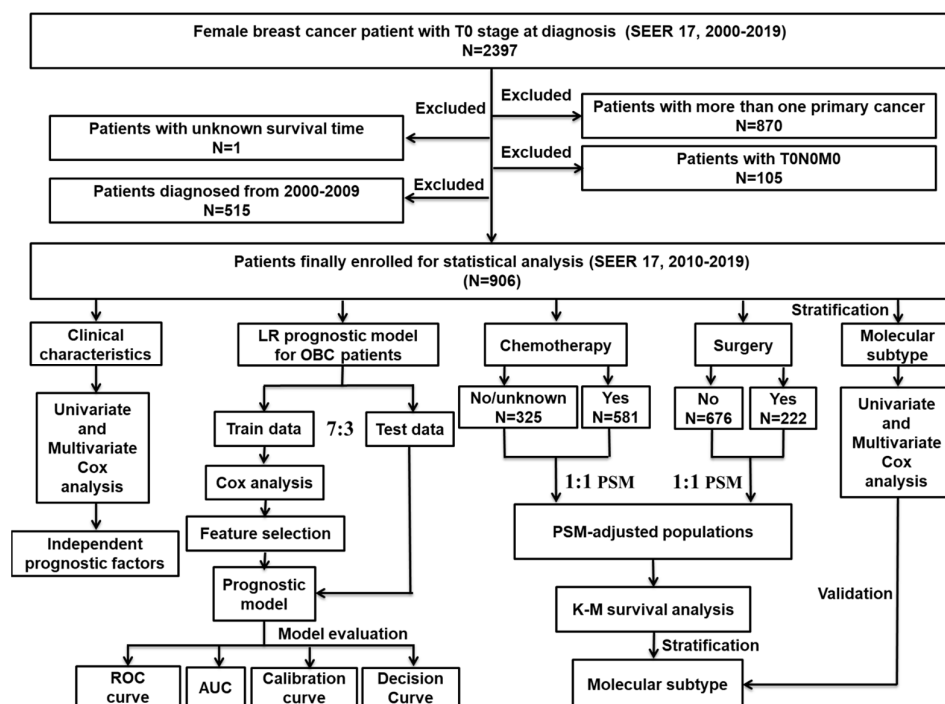 Female breast cancer patient with T0 stage at diagnosis (SEER 17, 2000-2019)
N=2397
Excluded
Excluded
Patients with more than one primary cancer
N=870
Patients with unknown survival time
N=1
Excluded
Excluded
Patients with T0N0M0
N=105
Patients diagnosed from 2000-2009
N=515
Patients finally enrolled for statistical analysis (SEER 17, 2010-2019)
(N=906)
Stratification
Clinical
characteristics
LR prognostic model
for OBC patients
Chemotherapy
Surgery
Molecular
subtype
Univariate
and
Multivariate
Cox
analysis
Train data
7:3
Test data
No/unknown
N=325
Yes
N=581
No
N=676
Yes
N=222
Univariate
and
Multivariate
Cox
analysis
Cox analysis
1:1 PSM
1:1 PSM
Independent
prognostic factors
Feature selection
PSM-adjusted populations
Prognostic
model
K-M survival analysis
Validation
Model evaluation
Stratification
ROC
curve
AUC
Calibration
curve
Decision
Curve
Molecular subtype